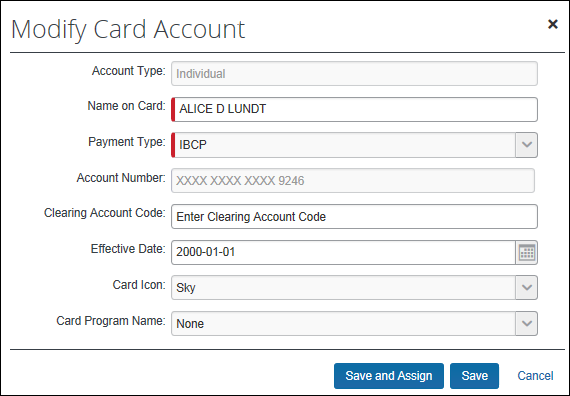 Modify Card Account ×
Account Type: Individual
Name on Card: ALICE D LUNDT
Payment Type: IBCP
Account Number: XXXX XXXX XXXX 9246
Clearing Account Code: Enter Clearing Account Code
Effective Date: 2000-01-01
Card Icon: Sky
Card Program Name: None
Save and Assign Save Cancel